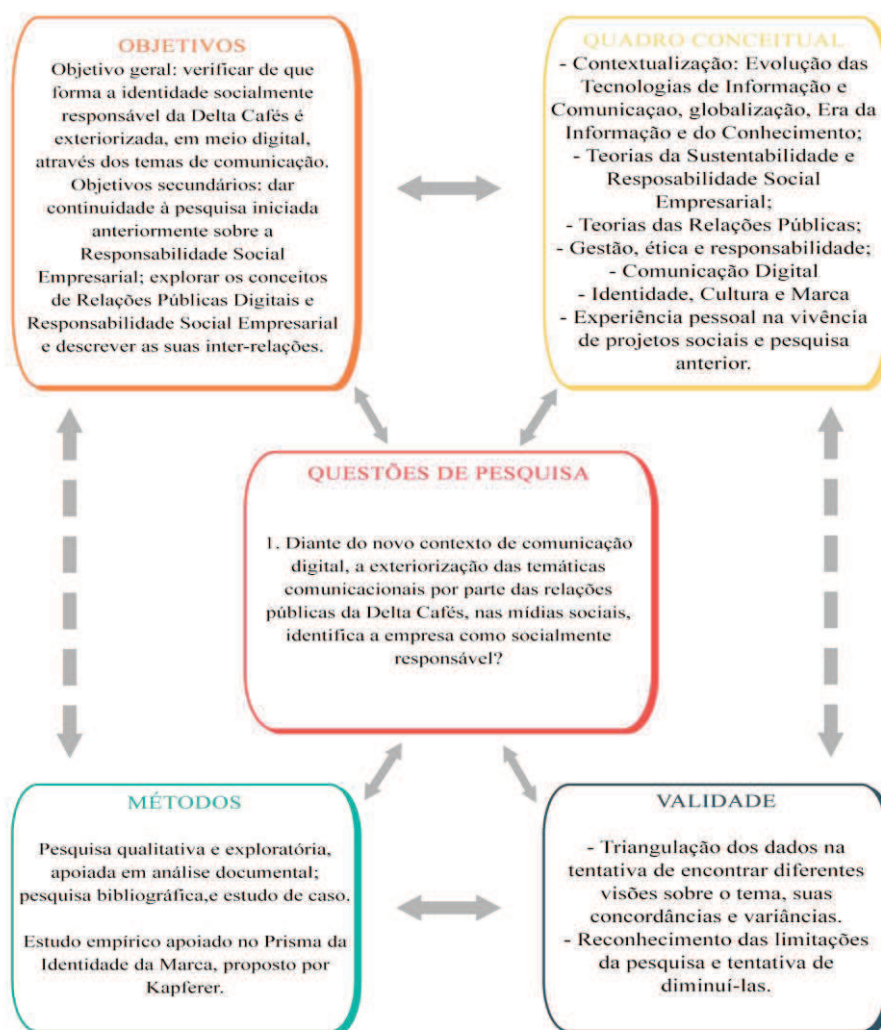 OBJETIVOS
Objetivo geral: verificar de que
forma a identidade socialmente
responsável da Delta Cafés é
exteriorizada, em meio digital,
através dos temas de comunicação.
Objetivos secundários: dar
continuidade à pesquisa iniciada
anteriormente sobre a
Responsabilidade Social
Empresarial; explorar os conceitos
de Relações Públicas Digitais e
Responsabilidade Social Empresarial
e descrever as suas inter-relações.
QUADRO CONCEITUAL
- Contextualização: Evolução das
Tecnologias de Informação e
Comunicaçao, globalização, Era da
Informação e do Conhecimento;
- Teorias da Sustentabilidade e
Resposabilidade Social
Empresarial;
- Teorias das Relações Públicas;
- Gestão, ética e responsabilidade;
- Comunicação Digital
- Identidade, Cultura e Marca
- Experiência pessoal na vivência
de projetos sociais e pesquisa
anterior.
QUESTÕES DE PESQUISA
1. Diante do novo contexto de comunicação
digital, a exteriorização das temáticas
comunicacionais por parte das relações
públicas da Delta Cafés, nas mídias sociais,
identifica a empresa como socialmente
responsável?
MÉTODOS
Pesquisa qualitativa e exploratória,
apoiada em análise documental;
pesquisa bibliográfica,e estudo de caso.
Estudo empírico apoiado no Prisma da
Identidade da Marca, proposto por
Kapferer.
VALIDADE
- Triangulação dos dados na
tentativa de encontrar diferentes
visões sobre o tema, suas
concordâncias e variâncias.
- Reconhecimento das limitações
da pesquisa e tentativa de
diminuí-las.